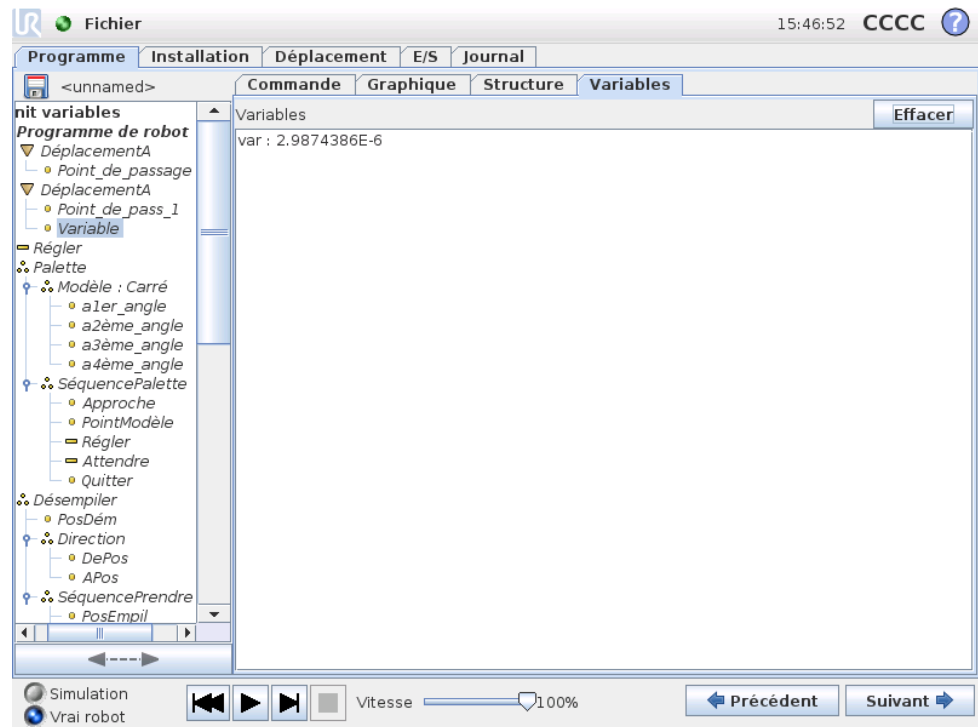 UR Fichier 15:46:52 CCCC ?
Programme Installation Déplacement E/S Journal
<unnamed> Commande Graphique Structure Variables
nit variables
Programme de robot
DéplacementA
Point_de_passage
DéplacementA
Point_de_pass_1
Variable
Régler
Palette
Modèle : Carré
a1er_angle
a2ème_angle
a3ème_angle
a4ème_angle
SéquencePalette
Approche
PointModèle
Régler
Attendre
Quitter
Désempiler
PosDém
Direction
DePos
APos
SéquencePrendre
PosEmpil
Variables Effacer
var : 2.9874386E-6
Simulation
Vrai robot
Vitesse 100%
Précédent Suivant